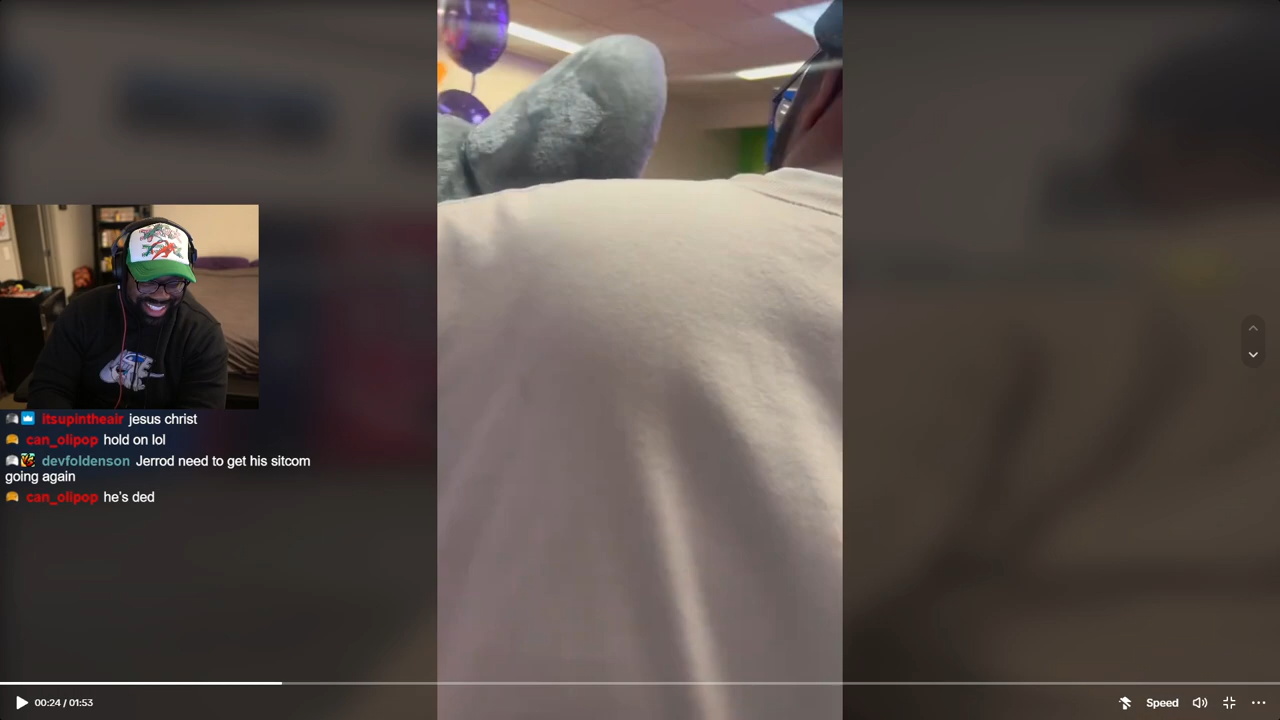 itsupintheair jesus christ
can_olipop hold on lol
devfoldenson Jerrod need to get his sitcom
going again
can_olipop he's ded
00:24 / 01:53
Speed